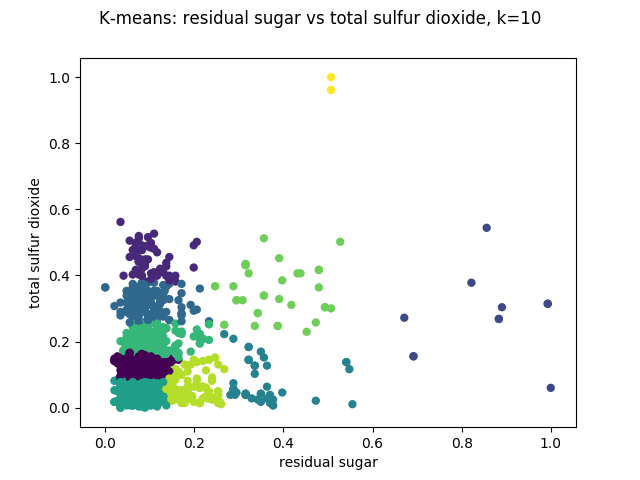 K-means: residual sugar vs total sulfur dioxide, k=10
1.0
0.8
0.6
0.4
0.2
0.0
total sulfur dioxide
0.0 0.2 0.4 0.6 0.8 1.0
residual sugar